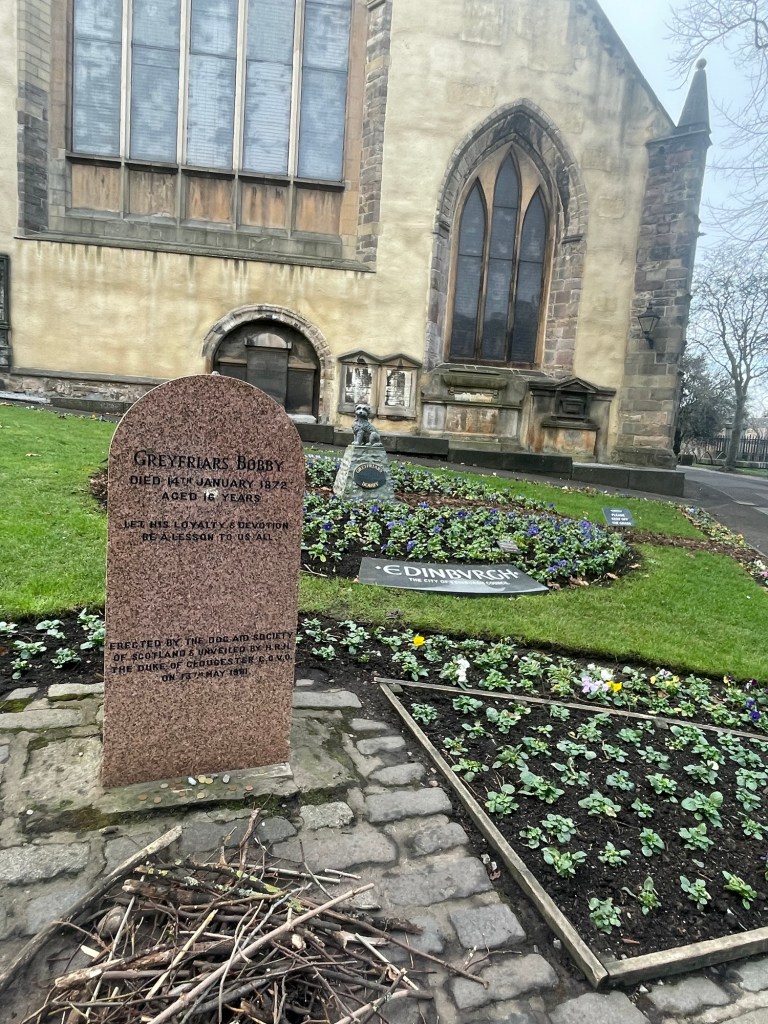 GREYFRIARS BOBBY
DIED 14TH JANUARY 1872
AGED 16 YEARS
LET HIS LOYALTY & DEVOTION
BE A LESSON TO US ALL
ERECTED BY THE DOG AID SOCIETY
OF SCOTLAND & UNVEILED BY H.R.H.
THE DUKE OF GLOUCESTER G.C.V.O.
ON 13TH MAY 1981.
GREYFRIARS
BOBBY
·EDINBVRGH·
THE CITY OF EDINBURGH COUNCIL